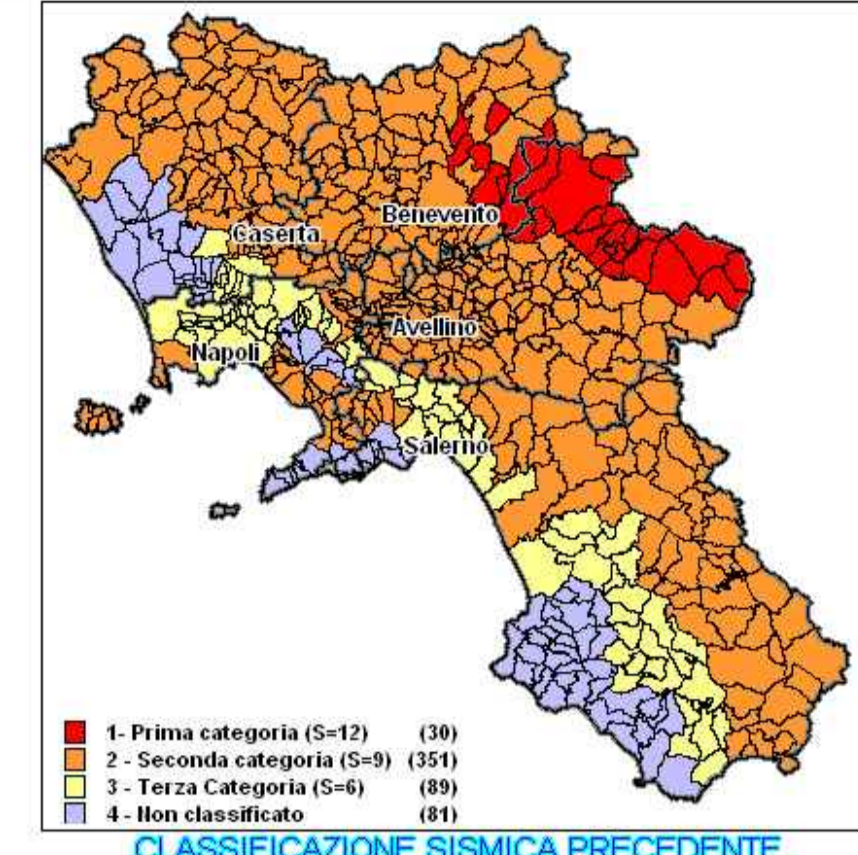 Benevento
Caserta
Avellino
Napoli
Salerno
1- Prima categoria (S=12) (30)
2 - Seconda categoria (S=9) (351)
3 - Terza Categoria (S=6) (89)
4 - Non classificato (81)
CLASSIFICAZIONE SISMICA PRECEDENTE